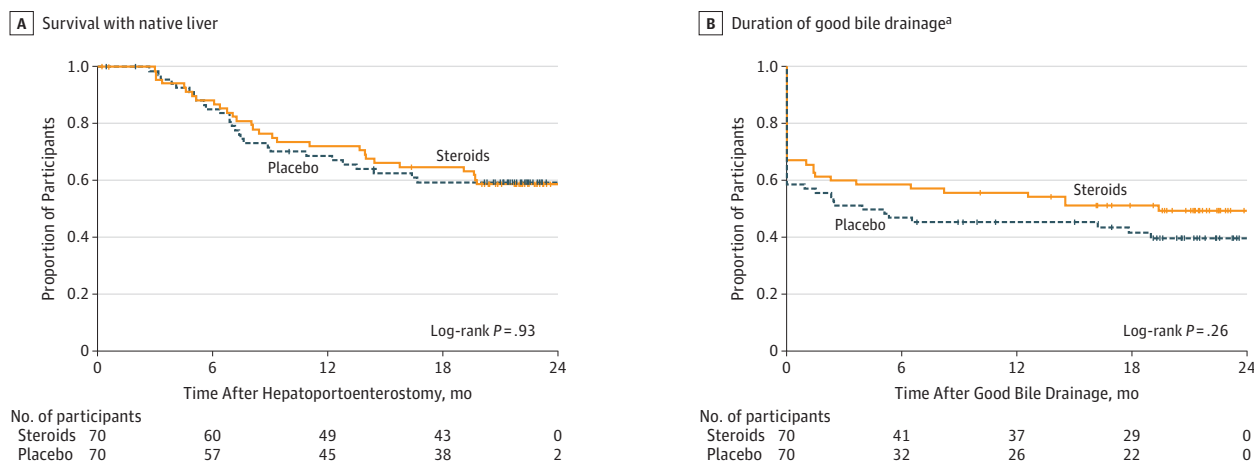 A Survival with native liver
1.0
0.8
0.6
0.4
0.2
0
Proportion of Participants
Steroids
Placebo
Log-rank P = .93
0 6 12 18 24
Time After Hepatoportoenterostomy, mo
No. of participants
Steroids 70 60 49 43 0
Placebo 70 57 45 38 2
B Duration of good bile drainageᵃ
1.0
0.8
0.6
0.4
0.2
0
Proportion of Participants
Steroids
Placebo
Log-rank P = .26
0 6 12 18 24
Time After Good Bile Drainage, mo
No. of participants
Steroids 70 41 37 29 0
Placebo 70 32 26 22 0